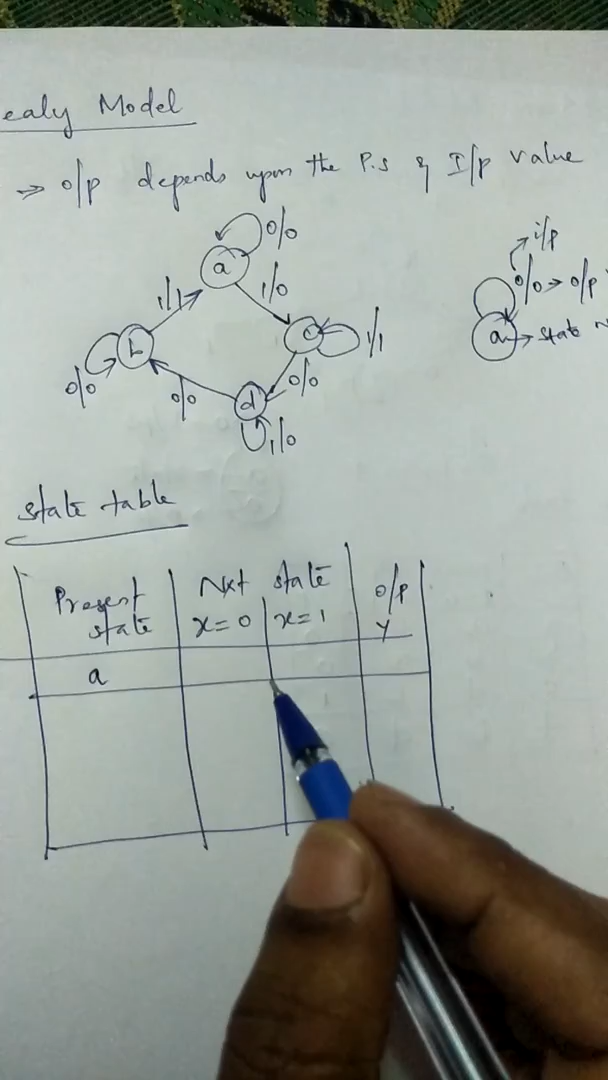 ealy Model
⇒ o/p depends upon the P.S & I/p value
i/p
0/0
0/0 → o/p
a
1/1
1/0
a → state
b
1/1
0/0
0/0
0/0
d
1/0
state table
Present state
Nxt state
x=0 x=1
o/p
Y
a